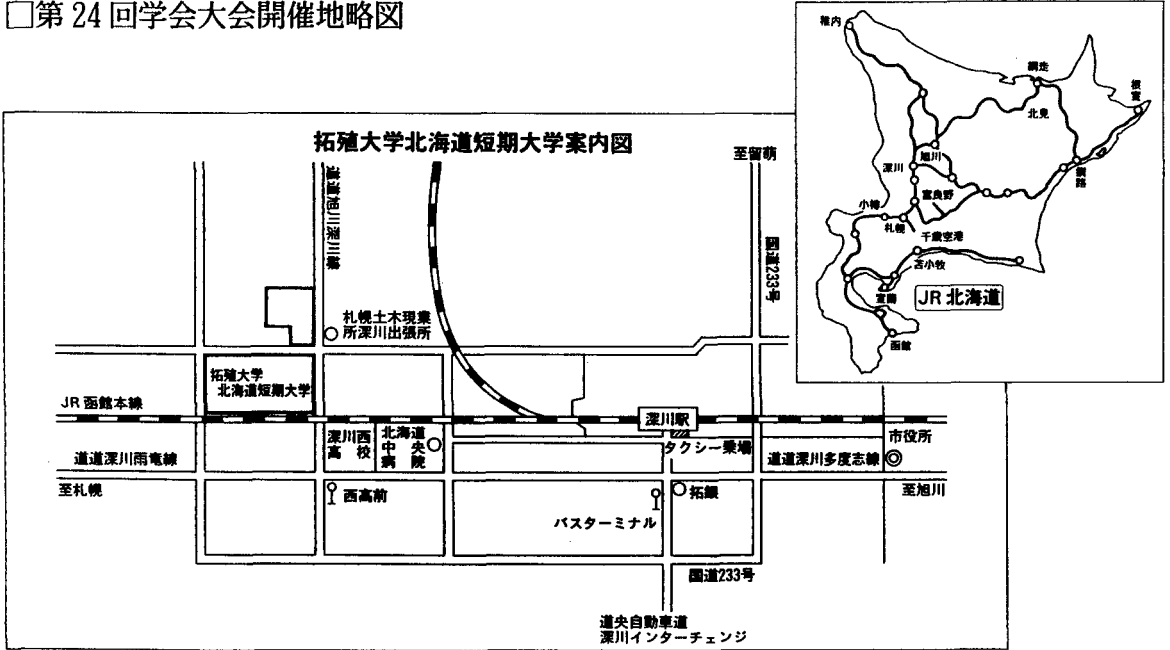 □第24回学会大会開催地略図
拓殖大学北海道短期大学案内図
至留萌
道道旭川深川線
国道233号
札幌土木現業
所深川出張所
拓殖大学
北海道短期大学
JR函館本線
深川駅
深川西
高校
北海道
中央
病院
タクシー乗場
市役所
道道深川雨竜線
道道深川多度志線
至札幌
西高前
拓銀
至旭川
バスターミナル
国道233号
道央自動車道
深川インターチェンジ
稚内
網走
根室
北見
旭川
深川
釧路
富良野
小樽
札幌
千歳空港
苫小牧
室蘭
JR北海道
函館